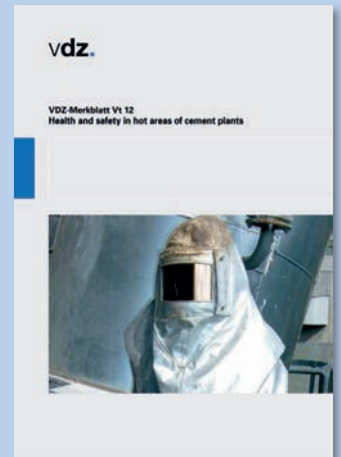 vdz.
VDZ-Merkblatt Vt 12
Health and safety in hot areas of cement plants